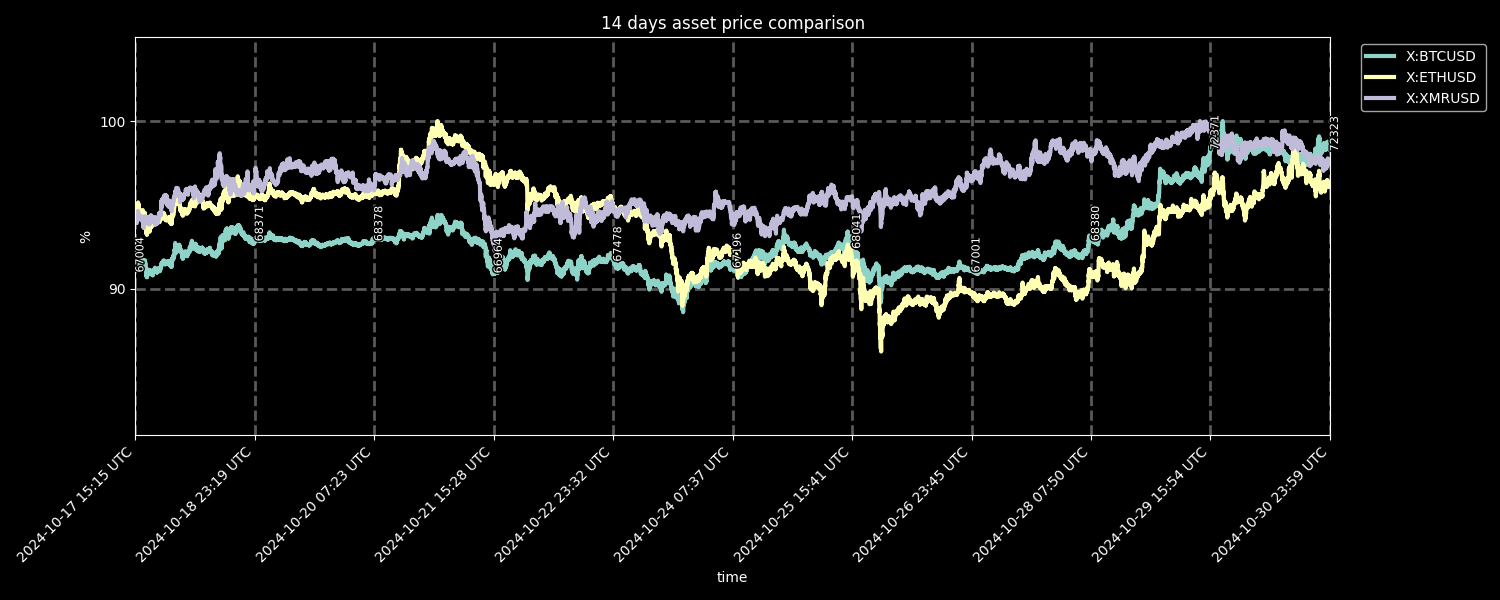 14 days asset price comparison
X:BTCUSD
X:ETHUSD
X:XMRUSD
100
90
%
67004
68371
68378
66964
67478
67196
68041
67001
68380
72371
72323
2024-10-17 15:15 UTC
2024-10-18 23:19 UTC
2024-10-20 07:23 UTC
2024-10-21 15:28 UTC
2024-10-22 23:32 UTC
2024-10-24 07:37 UTC
2024-10-25 15:41 UTC
2024-10-26 23:45 UTC
2024-10-28 07:50 UTC
2024-10-29 15:54 UTC
2024-10-30 23:59 UTC
time